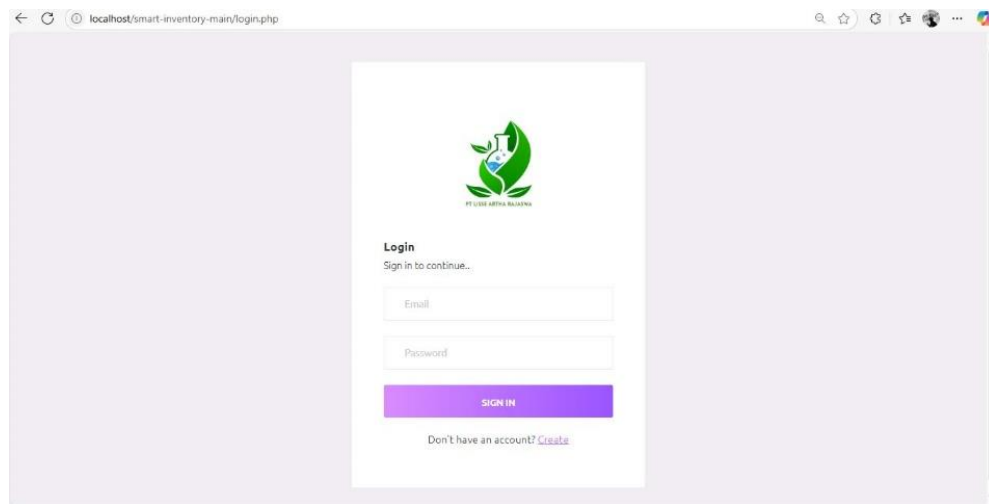 localhost/smart-inventory-main/login.php
PT LISSE ARTHA RAJASWA
Login
Sign in to continue..
Email
Password
SIGN IN
Don't have an account? Create